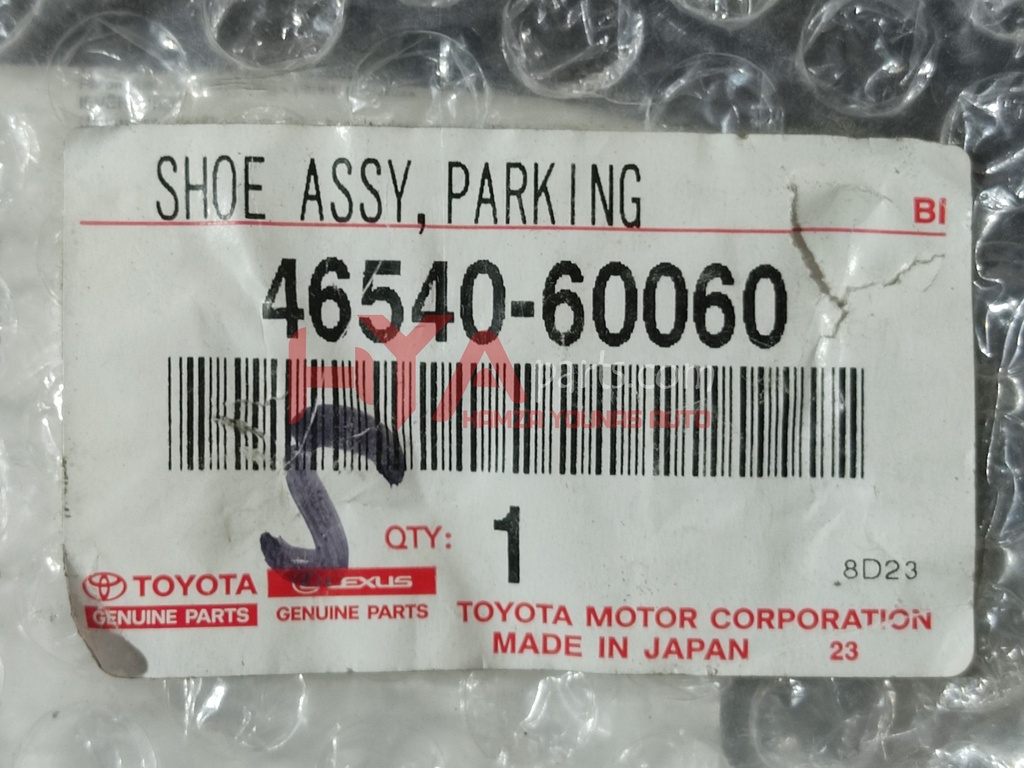 SHOE ASSY, PARKING
BI
46540-60060
HYA parts.com
HAMZA YOUNAS AUTO
S
QTY: 1
8D23
TOYOTA LEXUS
GENUINE PARTS GENUINE PARTS
TOYOTA MOTOR CORPORATION
MADE IN JAPAN 23